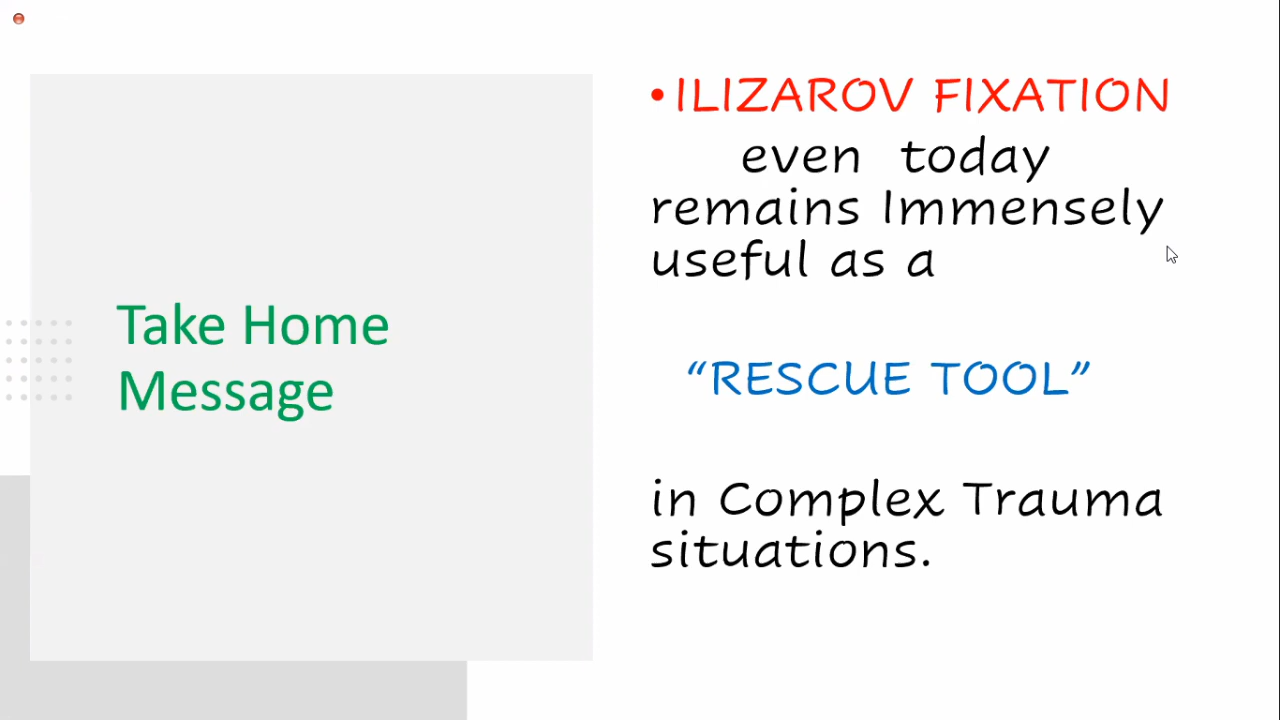 Take Home
Message
•ILIZAROV FIXATION
even today
remains Immensely
useful as a
“RESCUE TOOL”
in Complex Trauma
situations.